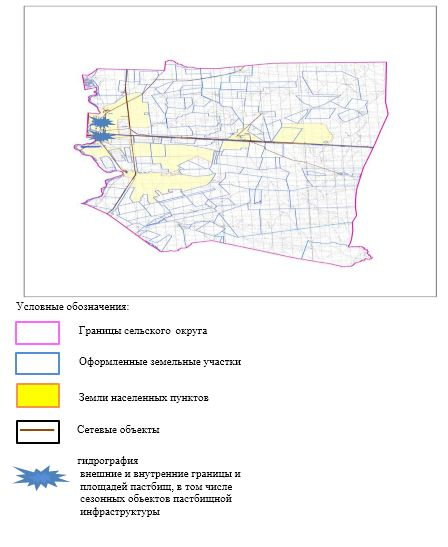 Условные обозначения:
Границы сельского округа
Оформленные земельные участки
Земли населенных пунктов
Сетевые объекты
гидрография
внешние и внутренние границы и
площадей пастбищ, в том числе
сезонных объектов пастбищной
инфраструктуры